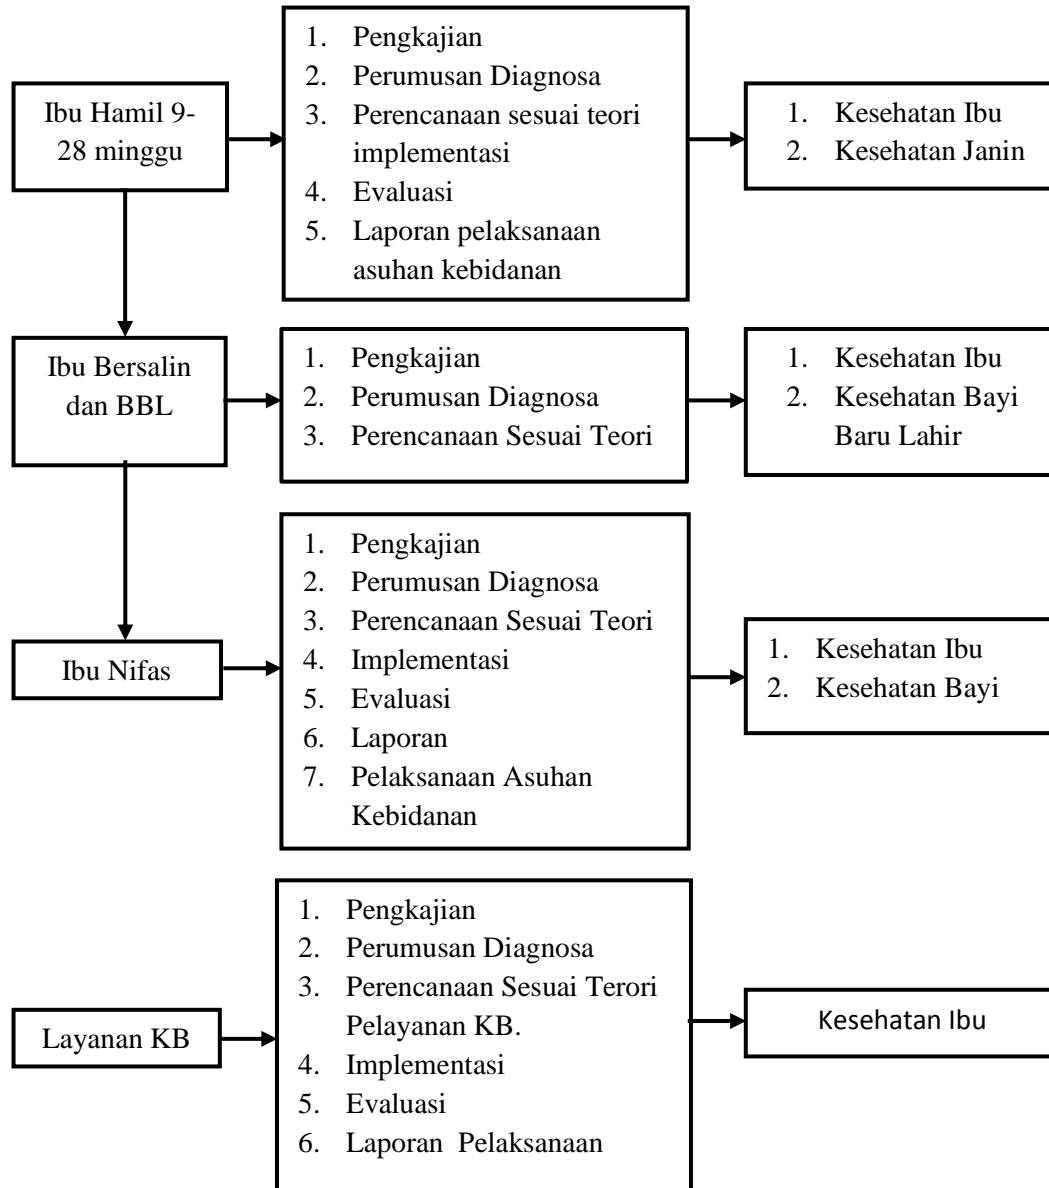 Ibu Hamil 9-
28 minggu
1. Pengkajian
2. Perumusan Diagnosa
3. Perencanaan sesuai teori
implementasi
4. Evaluasi
5. Laporan pelaksanaan
asuhan kebidanan
1. Kesehatan Ibu
2. Kesehatan Janin
Ibu Bersalin
dan BBL
1. Pengkajian
2. Perumusan Diagnosa
3. Perencanaan Sesuai Teori
1. Kesehatan Ibu
2. Kesehatan Bayi
Baru Lahir
Ibu Nifas
1. Pengkajian
2. Perumusan Diagnosa
3. Perencanaan Sesuai Teori
4. Implementasi
5. Evaluasi
6. Laporan
7. Pelaksanaan Asuhan
Kebidanan
1. Kesehatan Ibu
2. Kesehatan Bayi
Layanan KB
1. Pengkajian
2. Perumusan Diagnosa
3. Perencanaan Sesuai Terori
Pelayanan KB.
4. Implementasi
5. Evaluasi
6. Laporan Pelaksanaan
Kesehatan Ibu